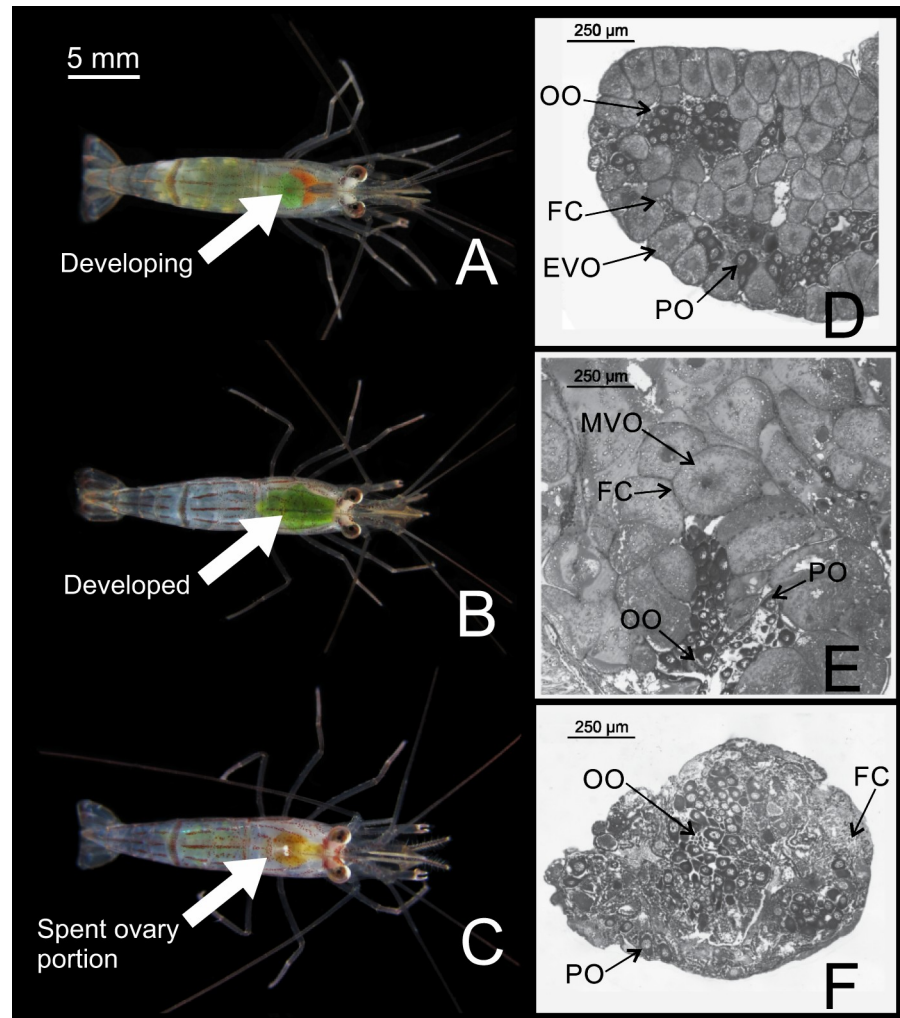 5 mm
Developing
A
Developed
B
Spent ovary
portion
C
250 µm
OO
FC
EVO
PO
D
250 µm
MVO
FC
PO
OO
E
250 µm
OO
FC
PO
F